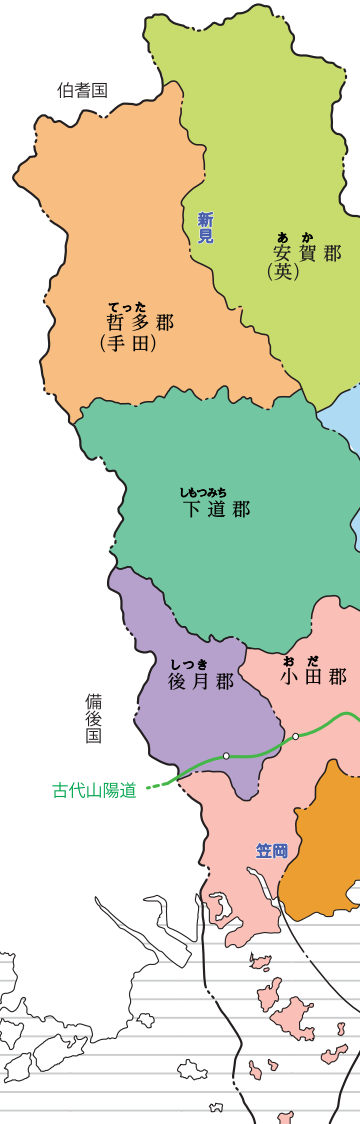 伯耆国
新見
あか
安賀郡
（英）
てった
哲多郡
（手田）
しもつみち
下道郡
しつき
後月郡
おだ
小田郡
備後国
古代山陽道
笠岡